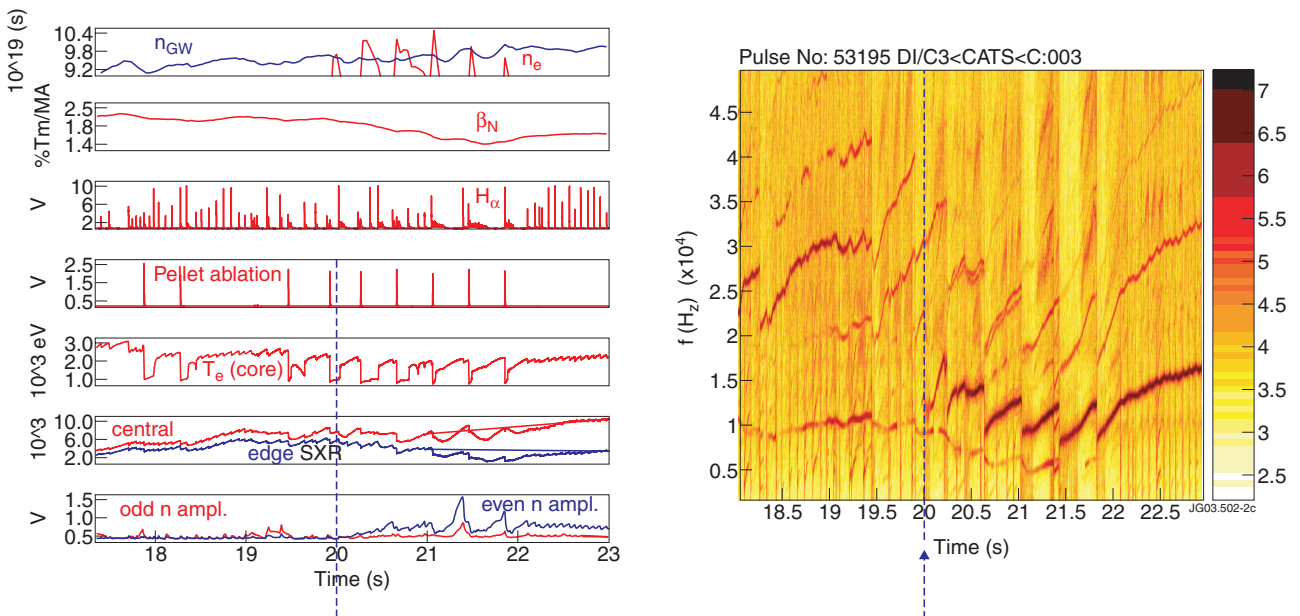 10^19 (s)
10.4
9.8
9.2
n_GW
n_e
%Tm/MA
2.5
1.8
1.4
β_N
V
10
6
2
H_α
V
2.5
1.5
0.5
Pellet ablation
10^3 eV
3.0
2.0
1.0
T_e (core)
10^3
10.0
6.0
2.0
central
edge SXR
V
1.5
1.0
0.5
odd n ampl.
even n ampl.
18 19 20 21 22 23
Time (s)
Pulse No: 53195 DI/C3<CATS<C:003
f (H_z) (x10^4)
4.5
4
3.5
3
2.5
2
1.5
1
0.5
18.5 19 19.5 20 20.5 21 21.5 22 22.5
Time (s)
7
6.5
6
5.75
5.5
5
4.5
4
3.5
3
2.5
JG03.502-2c